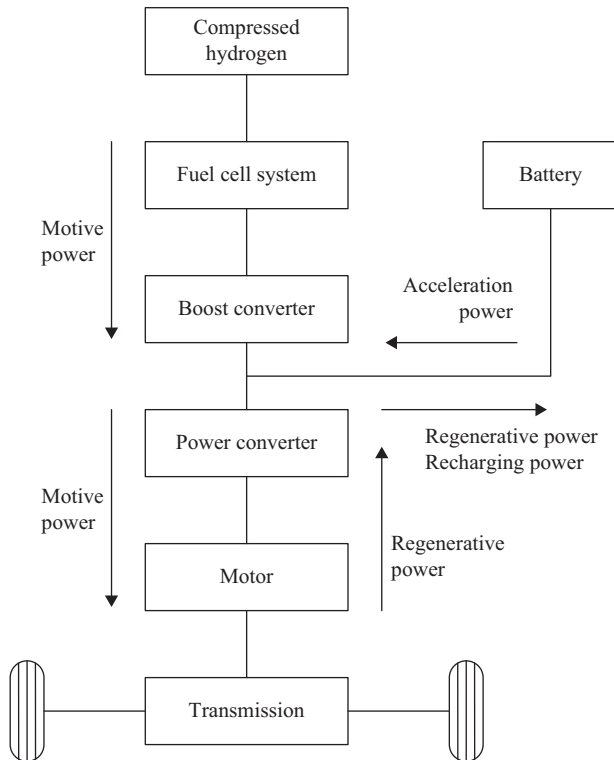 Compressed
hydrogen
Fuel cell system
Battery
Motive
power
Boost converter
Acceleration
power
Power converter
Regenerative power
Recharging power
Motive
power
Motor
Regenerative
power
Transmission